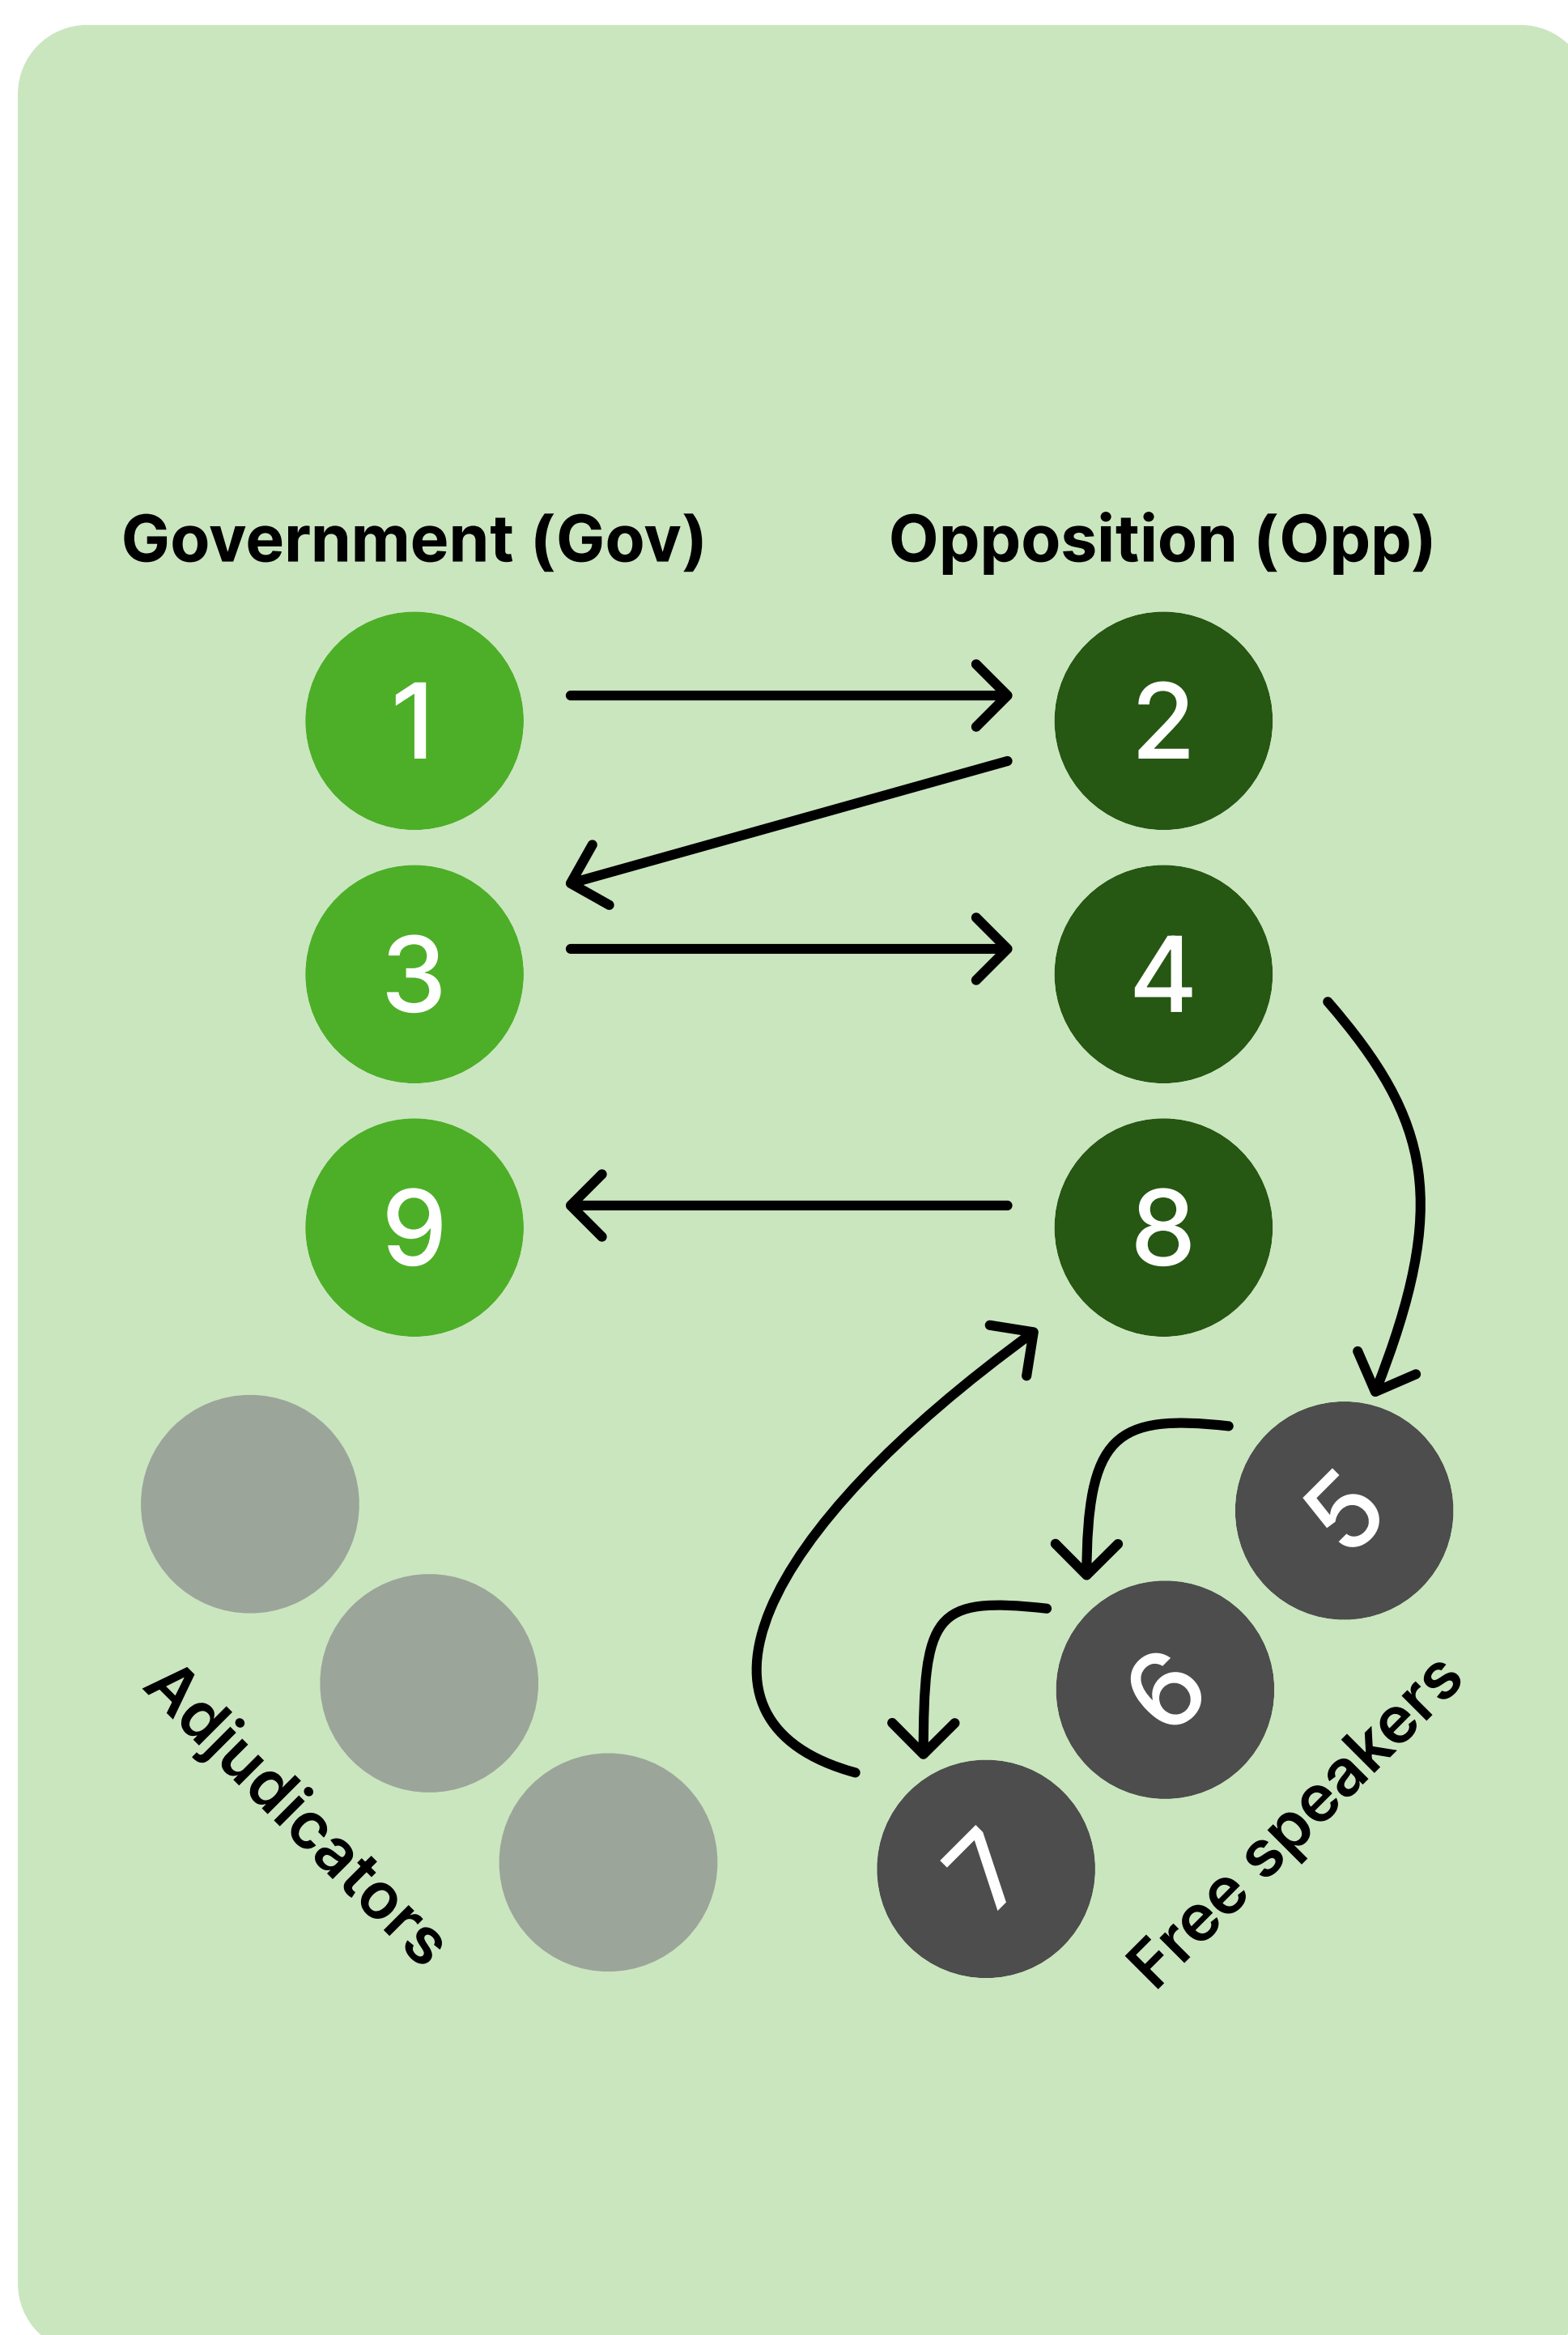 Government (Gov) Opposition (Opp)
1 2
3 4
9 8
5
6
7
Adjudicators
Free speakers